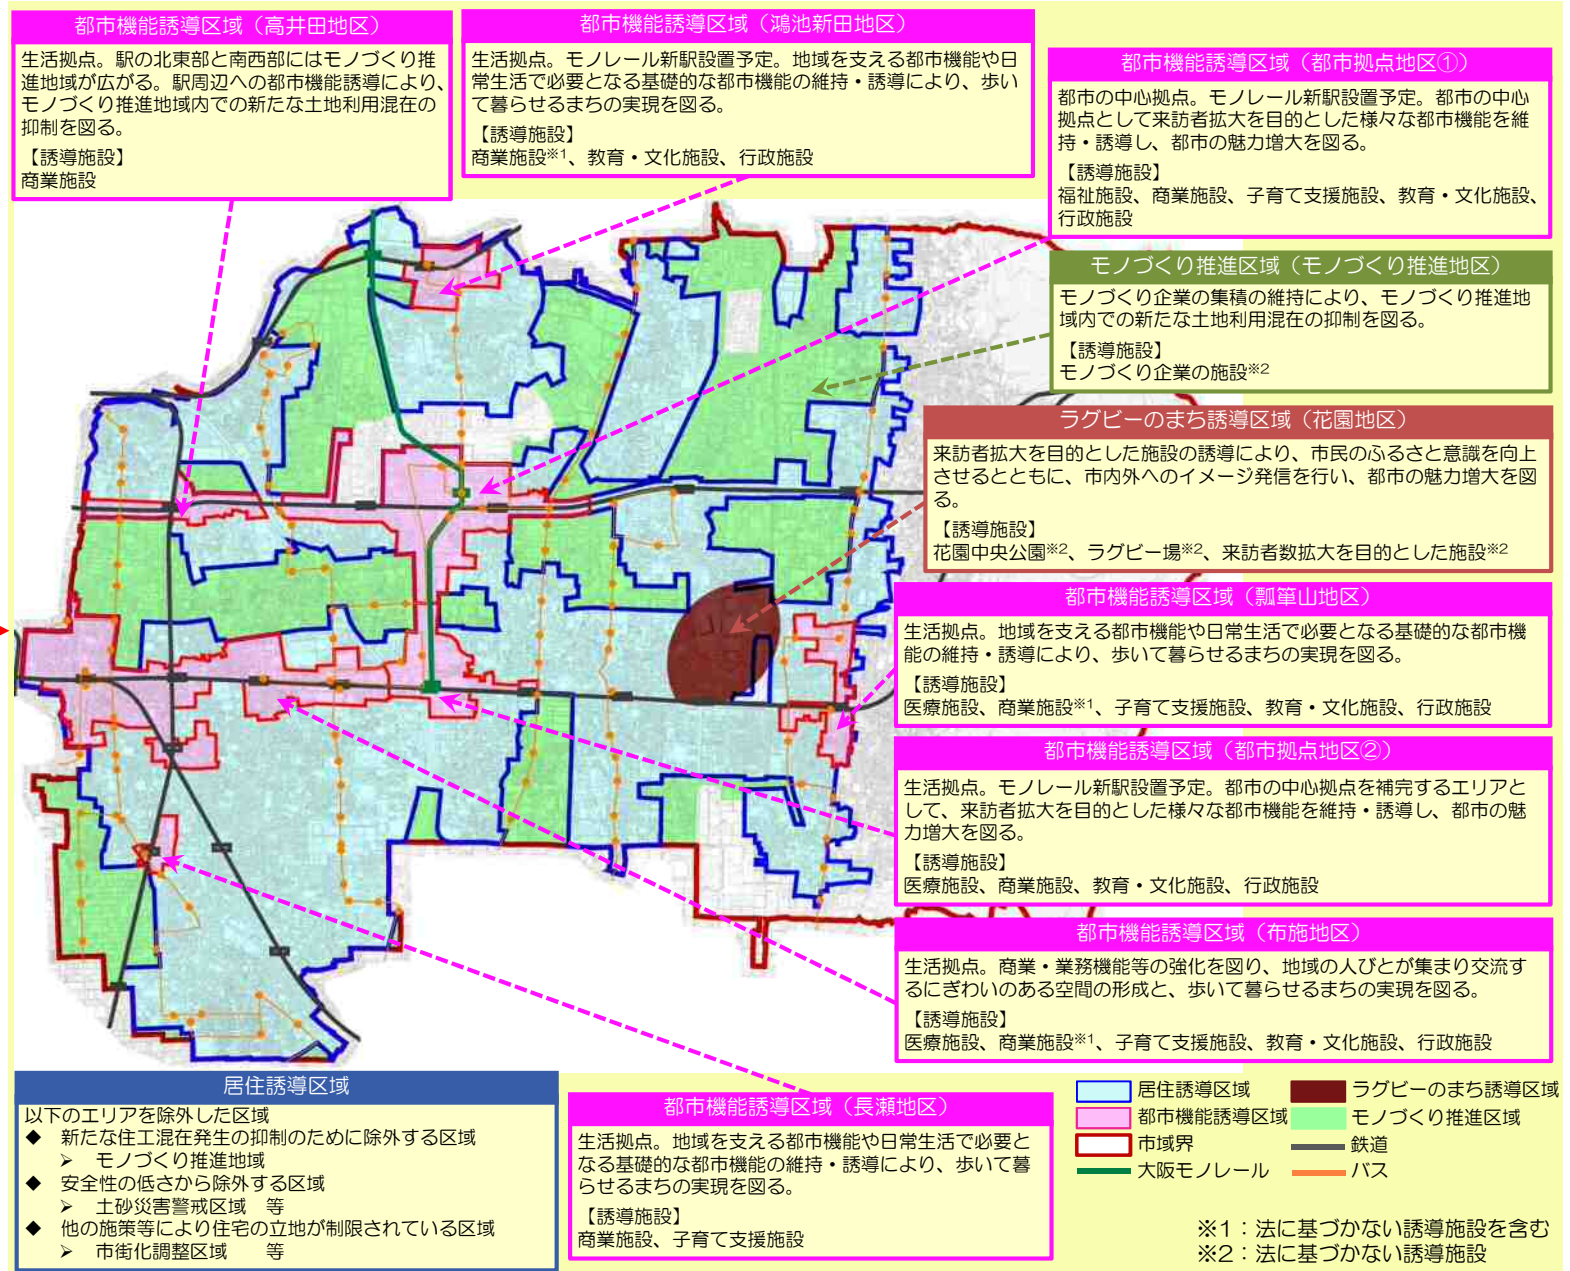 都市機能誘導区域（高井田地区）
生活拠点。駅の北東部と南西部にはモノづくり推
進地域が広がる。駅周辺への都市機能誘導により、
モノづくり推進地域内での新たな土地利用混在の
抑制を図る。
【誘導施設】
商業施設
都市機能誘導区域（鴻池新田地区）
生活拠点。モノレール新駅設置予定。地域を支える都市機能や日
常生活で必要となる基礎的な都市機能の維持・誘導により、歩い
て暮らせるまちの実現を図る。
【誘導施設】
商業施設※1、教育・文化施設、行政施設
都市機能誘導区域（都市拠点地区①）
都市の中心拠点。モノレール新駅設置予定。都市の中心
拠点として来訪者拡大を目的とした様々な都市機能を維
持・誘導し、都市の魅力増大を図る。
【誘導施設】
福祉施設、商業施設、子育て支援施設、教育・文化施設、
行政施設
モノづくり推進区域（モノづくり推進地区）
モノづくり企業の集積の維持により、モノづくり推進地
域内での新たな土地利用混在の抑制を図る。
【誘導施設】
モノづくり企業の施設※2
ラグビーのまち誘導区域（花園地区）
来訪者拡大を目的とした施設の誘導により、市民のふるさと意識を向上
させるとともに、市内外へのイメージ発信を行い、都市の魅力増大を図
る。
【誘導施設】
花園中央公園※2、ラグビー場※2、来訪者数拡大を目的とした施設※2
都市機能誘導区域（瓢箪山地区）
生活拠点。地域を支える都市機能や日常生活で必要となる基礎的な都市機
能の維持・誘導により、歩いて暮らせるまちの実現を図る。
【誘導施設】
医療施設、商業施設※1、子育て支援施設、教育・文化施設、行政施設
都市機能誘導区域（都市拠点地区②）
生活拠点。モノレール新駅設置予定。都市の中心拠点を補完するエリアと
して、来訪者拡大を目的とした様々な都市機能を維持・誘導し、都市の魅
力増大を図る。
【誘導施設】
医療施設、商業施設、教育・文化施設、行政施設
都市機能誘導区域（布施地区）
生活拠点。商業・業務機能等の強化を図り、地域の人びとが集まり交流す
るにぎわいのある空間の形成と、歩いて暮らせるまちの実現を図る。
【誘導施設】
医療施設、商業施設※1、子育て支援施設、教育・文化施設、行政施設
居住誘導区域
以下のエリアを除外した区域
◆ 新たな住工混在発生の抑制のために除外する区域
➢ モノづくり推進地域
◆ 安全性の低さから除外する区域
➢ 土砂災害警戒区域 等
◆ 他の施策等により住宅の立地が制限されている区域
➢ 市街化調整区域 等
都市機能誘導区域（長瀬地区）
生活拠点。地域を支える都市機能や日常生活で必要と
なる基礎的な都市機能の維持・誘導により、歩いて暮
らせるまちの実現を図る。
【誘導施設】
商業施設、子育て支援施設
居住誘導区域
ラグビーのまち誘導区域
都市機能誘導区域
モノづくり推進区域
市域界
鉄道
大阪モノレール
バス
※1：法に基づかない誘導施設を含む
※2：法に基づかない誘導施設